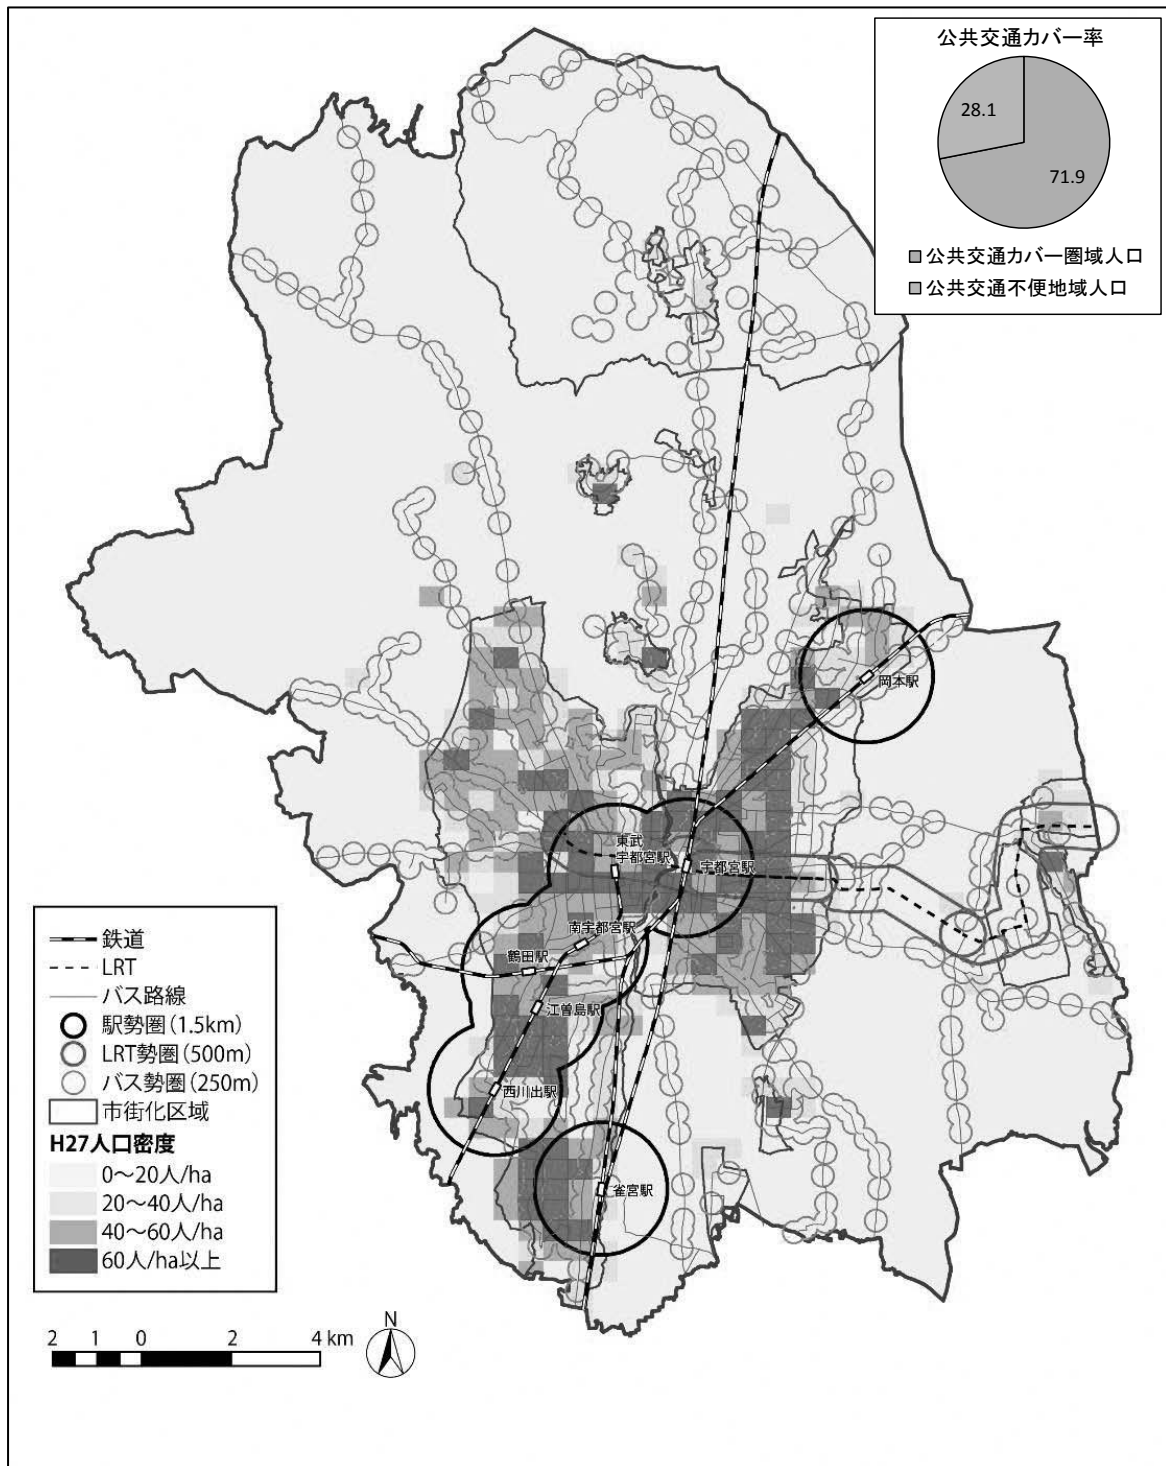 公共交通カバー率
28.1
71.9
公共交通カバー圏域人口
公共交通不便地域人口
岡本駅
東武
宇都宮駅
宇都宮駅
南宇都宮駅
鶴田駅
江曽島駅
西川出駅
雀宮駅
鉄道
LRT
バス路線
駅勢圏(1.5km)
LRT勢圏(500m)
バス勢圏(250m)
市街化区域
H27人口密度
0～20人/ha
20～40人/ha
40～60人/ha
60人/ha以上
2 1 0 2 4 km
N